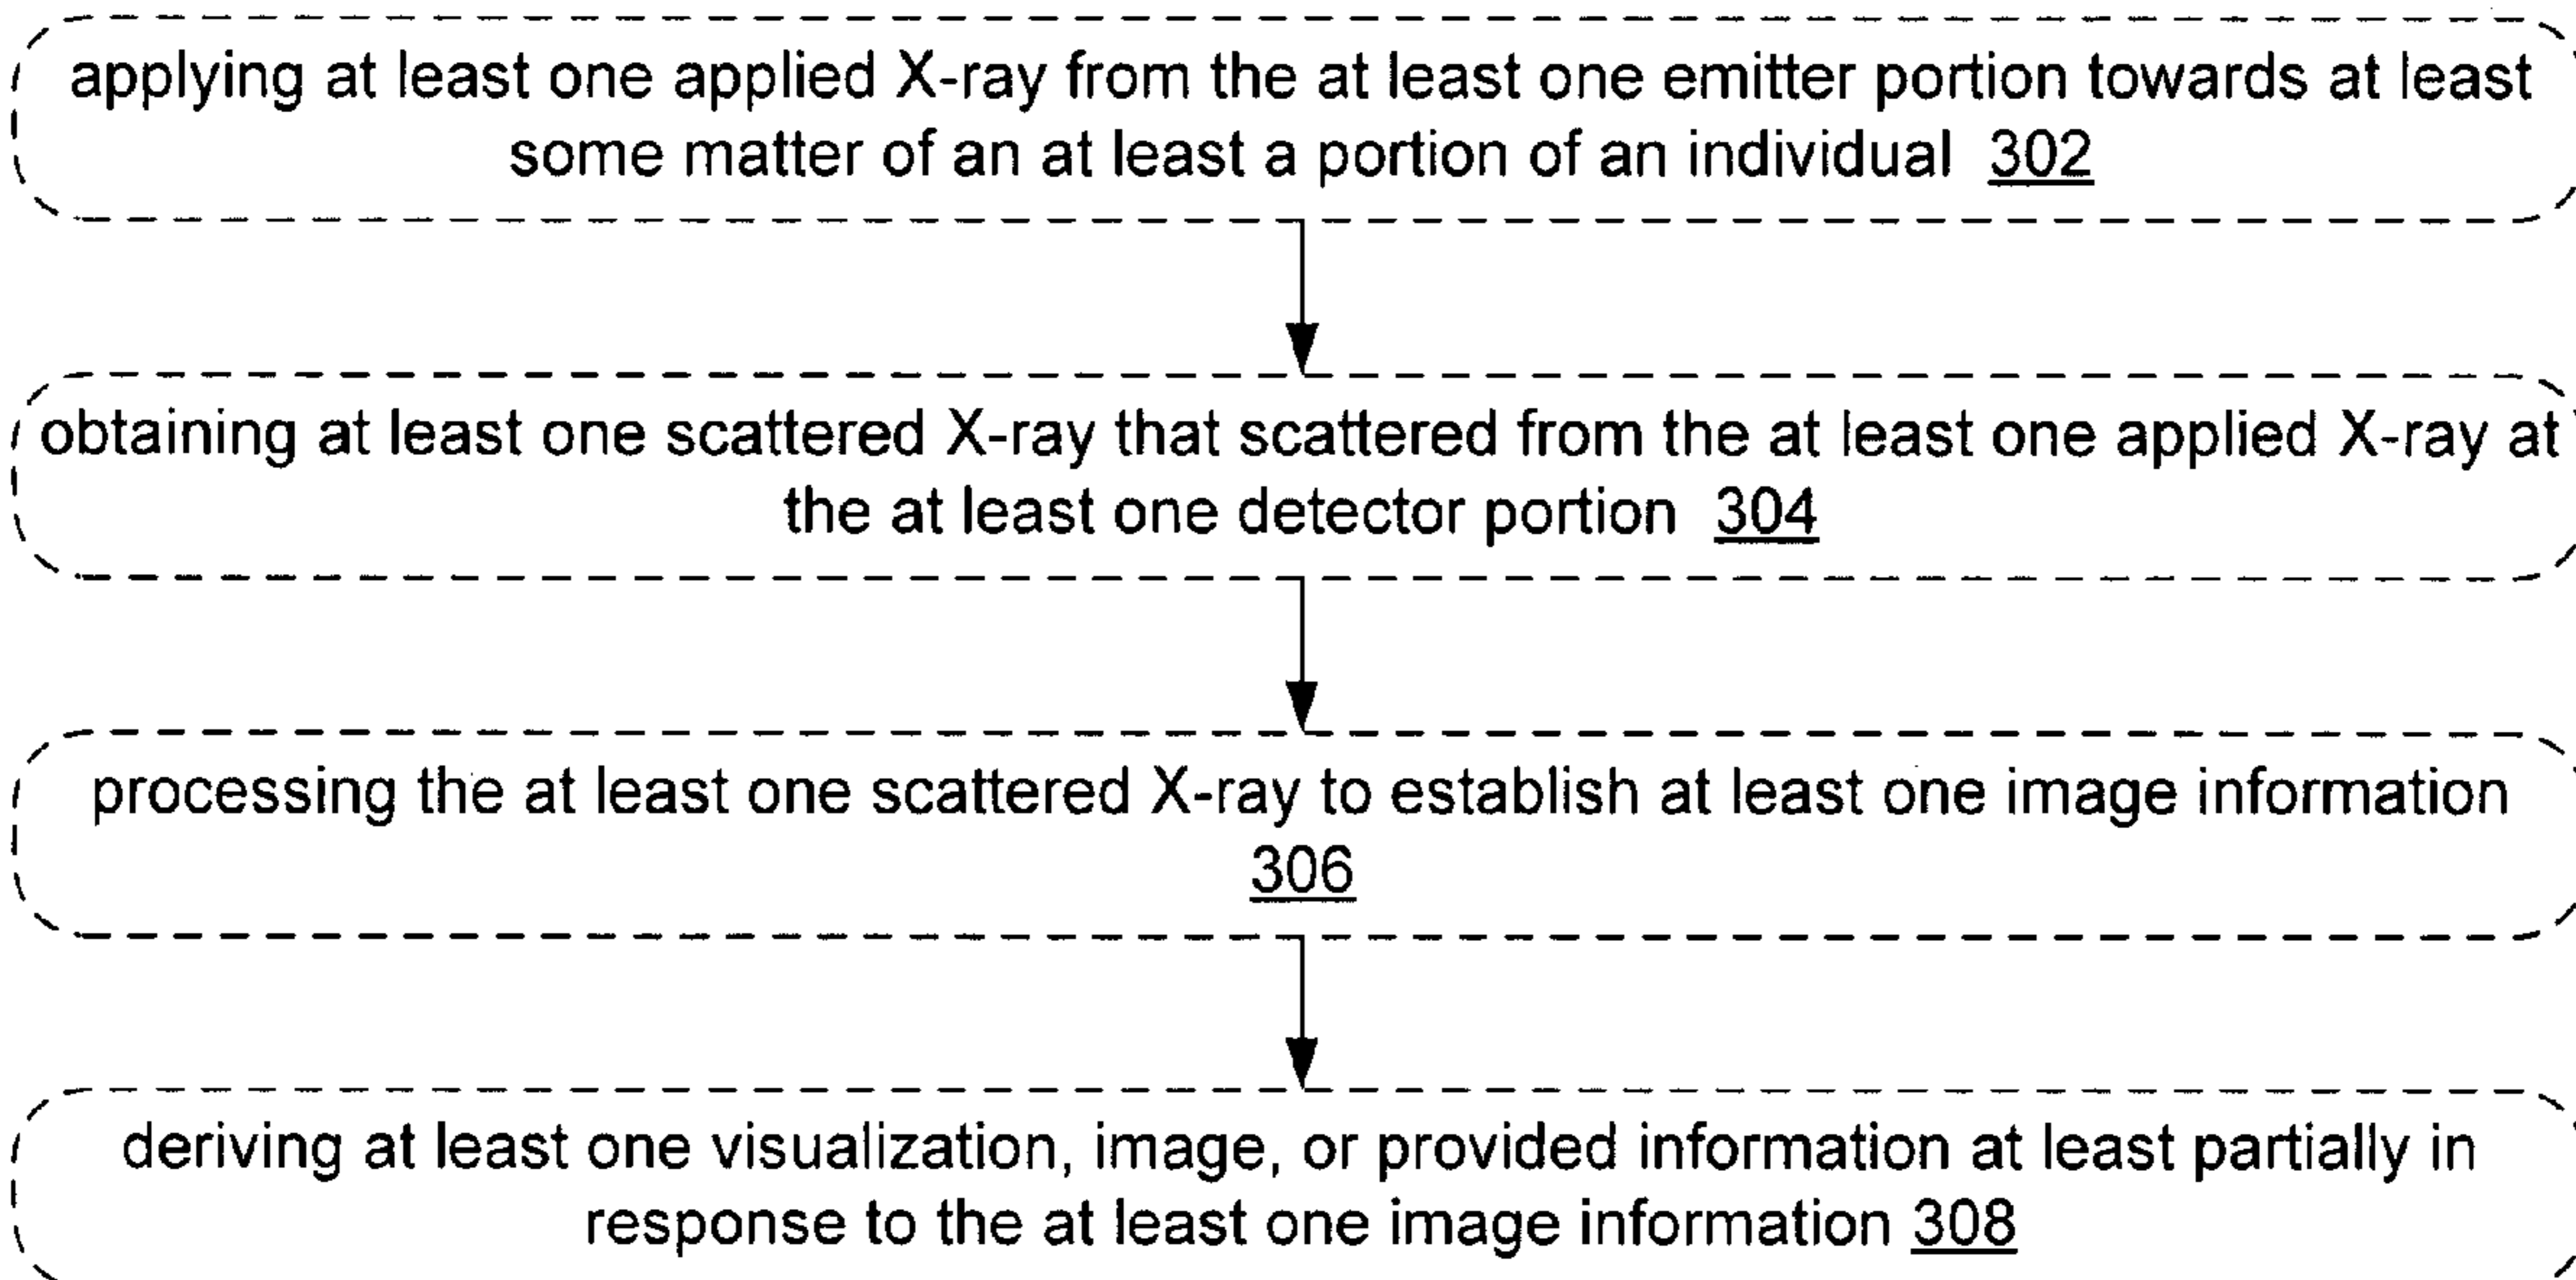 applying at least one applied X-ray from the at least one emitter portion towards at least
some matter of an at least a portion of an individual 302
obtaining at least one scattered X-ray that scattered from the at least one applied X-ray at
the at least one detector portion 304
processing the at least one scattered X-ray to establish at least one image information
306
deriving at least one visualization, image, or provided information at least partially in
response to the at least one image information 308